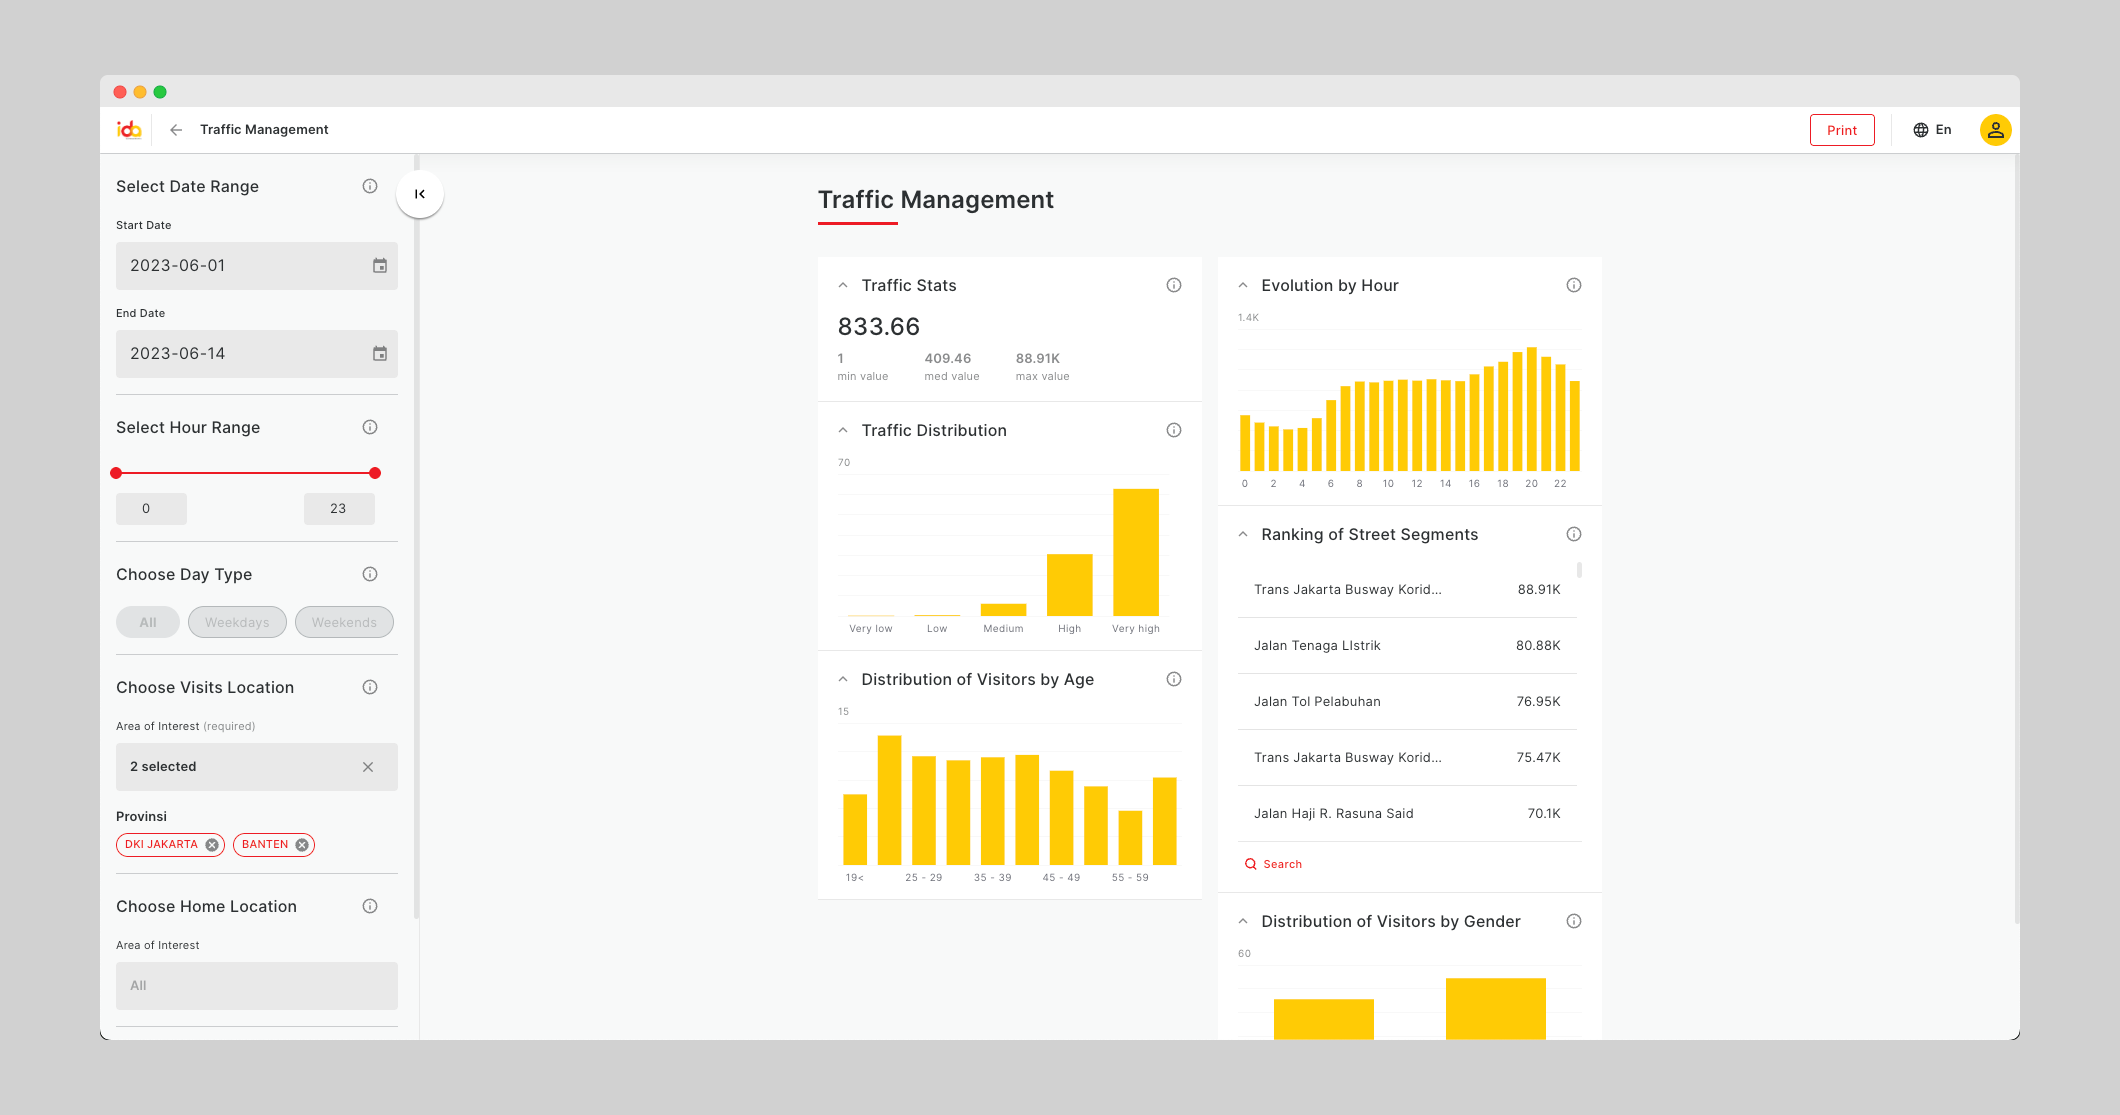 ida
Traffic Management
Print
En
Select Date Range
Start Date
2023-06-01
End Date
2023-06-14
Select Hour Range
0
23
Choose Day Type
All
Weekdays
Weekends
Choose Visits Location
Area of Interest (required)
2 selected
Provinsi
DKI JAKARTA
BANTEN
Choose Home Location
Area of Interest
All
Traffic Management
Traffic Stats
833.66
1
409.46
88.91K
min value
med value
max value
Traffic Distribution
70
Very low
Low
Medium
High
Very high
Distribution of Visitors by Age
15
19<
25 - 29
35 - 39
45 - 49
55 - 59
Evolution by Hour
1.4K
0 2 4 6 8 10 12 14 16 18 20 22
Ranking of Street Segments
Trans Jakarta Busway Korid... 88.91K
Jalan Tenaga LIstrik 80.88K
Jalan Tol Pelabuhan 76.95K
Trans Jakarta Busway Korid... 75.47K
Jalan Haji R. Rasuna Said 70.1K
Search
Distribution of Visitors by Gender
60